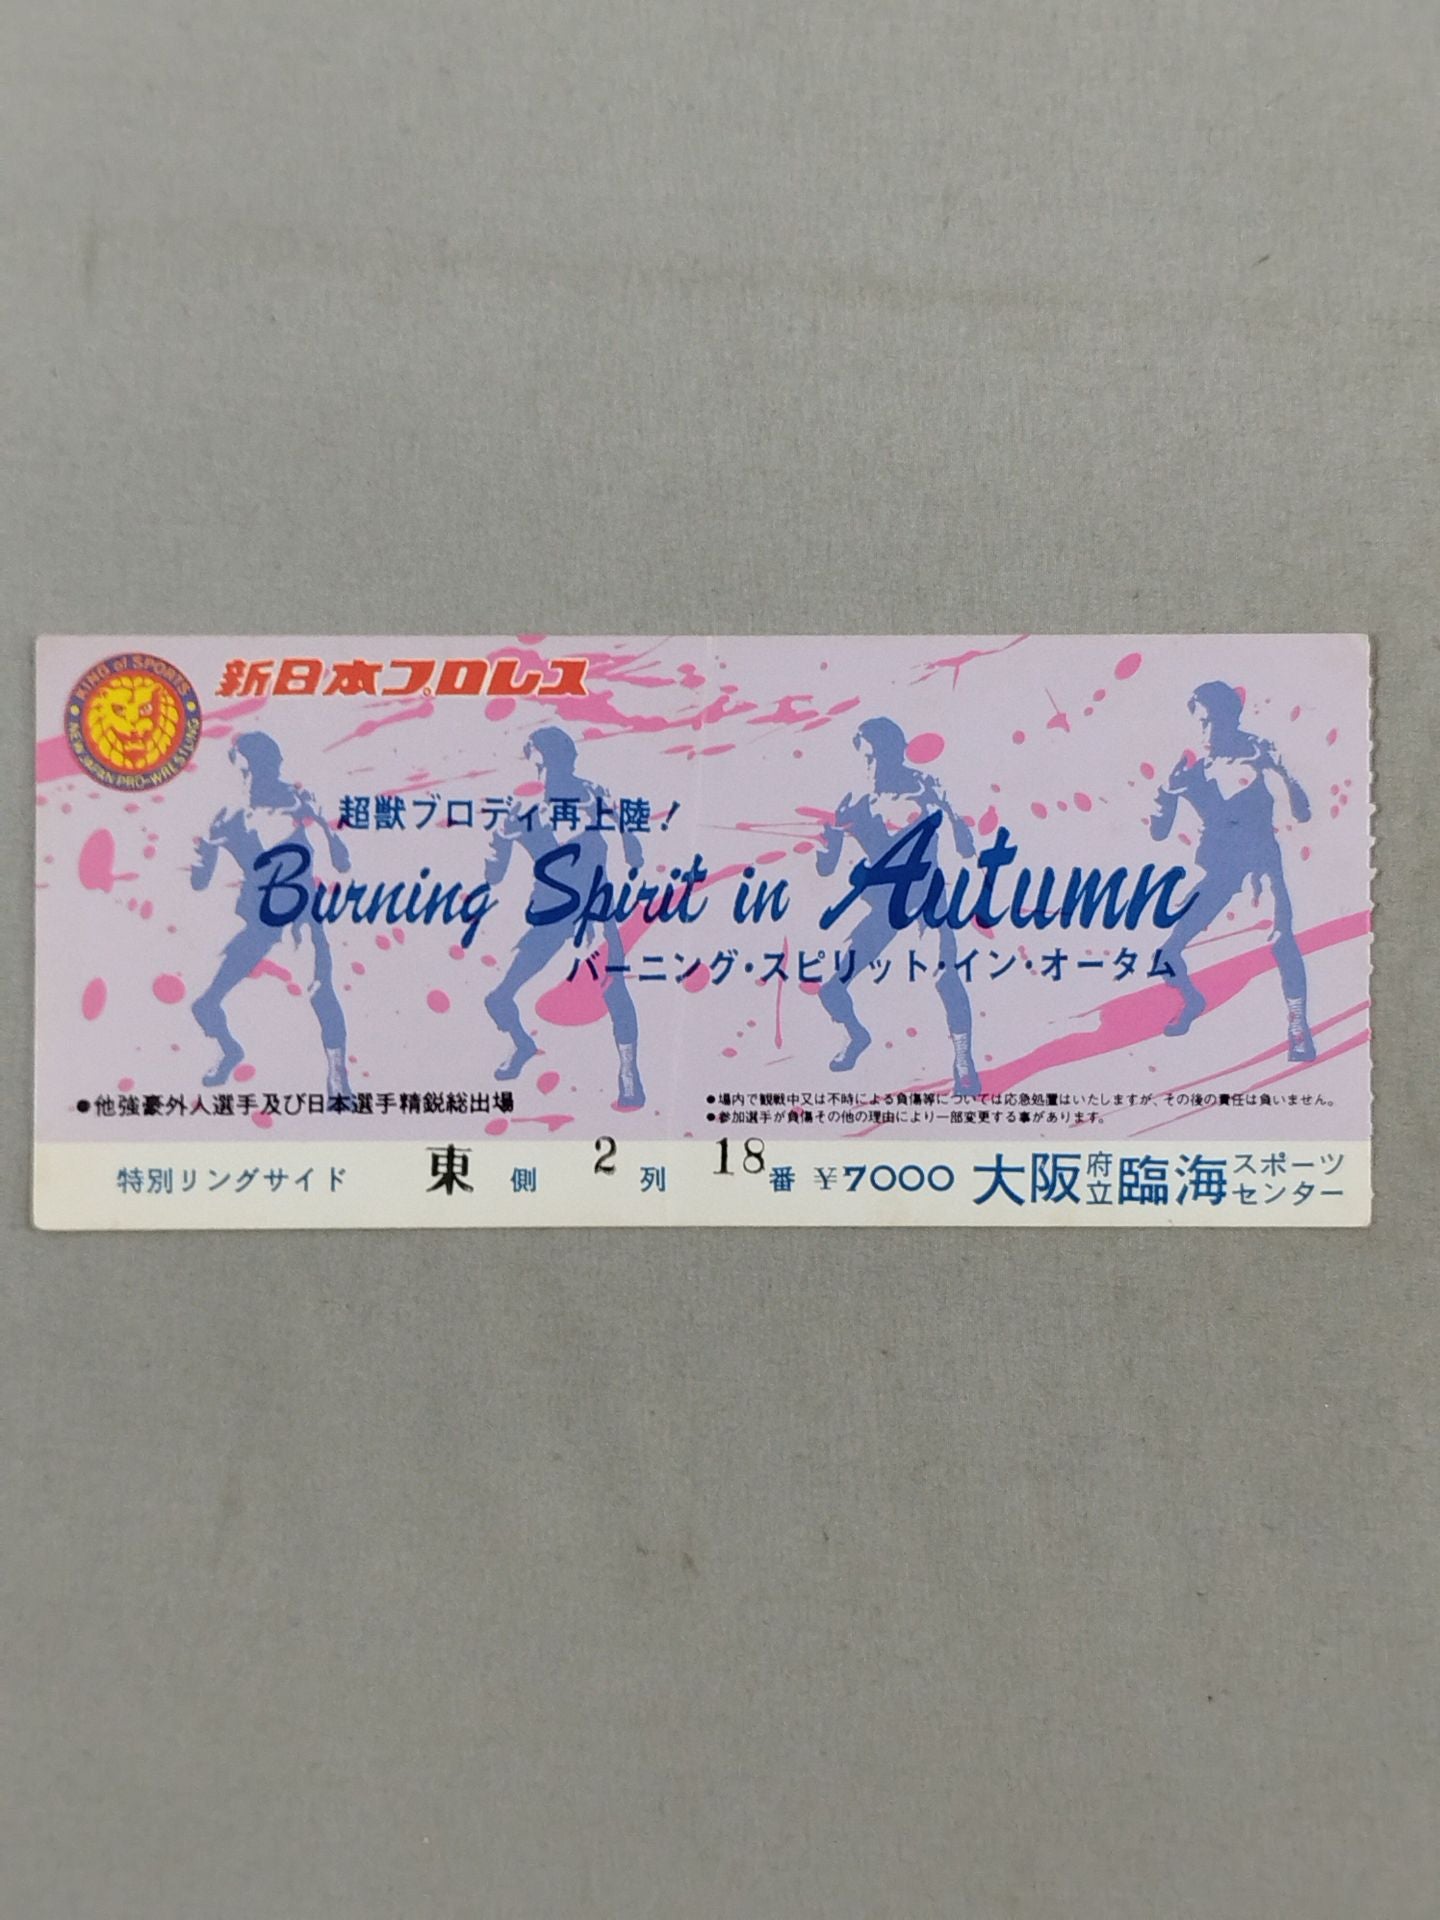 KING of SPORTS
NEW JAPAN PRO-WRESTLING
新日本プロレス
超獣ブロディ再上陸!
Burning Spirit in Autumn
バーニング・スピリット・イン・オータム
●他強豪外人選手及び日本選手精鋭総出場
●場内で観戦中又は不時による負傷等については応急処置はいたしますが、その後の責任は負いません。
●参加選手が負傷その他の理由により一部変更する事があります。
特別リングサイド 東 側 2 列 18 番 ¥7000 大阪府立臨海スポーツセンター